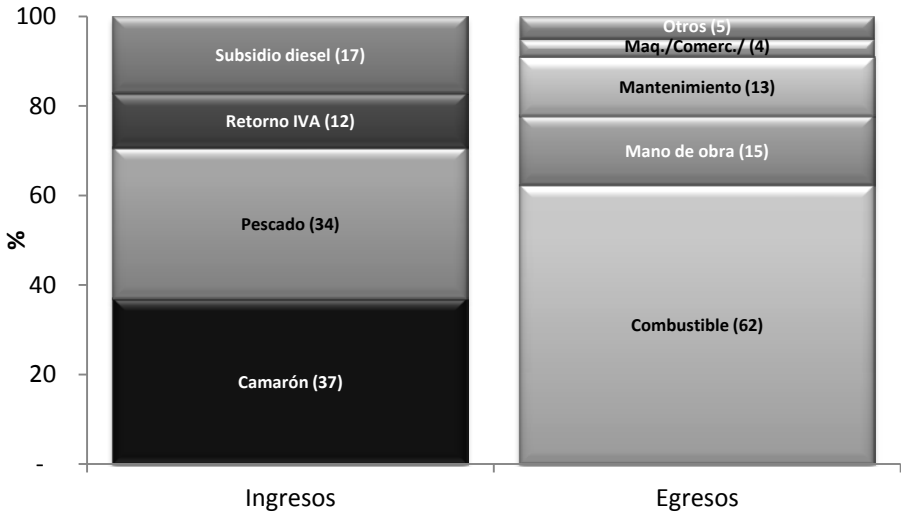 100
80
60
40
20
-
%
Subsidio diesel (17)
Retorno IVA (12)
Pescado (34)
Camarón (37)
Otros (5)
Maq./Comerc./ (4)
Mantenimiento (13)
Mano de obra (15)
Combustible (62)
Ingresos
Egresos